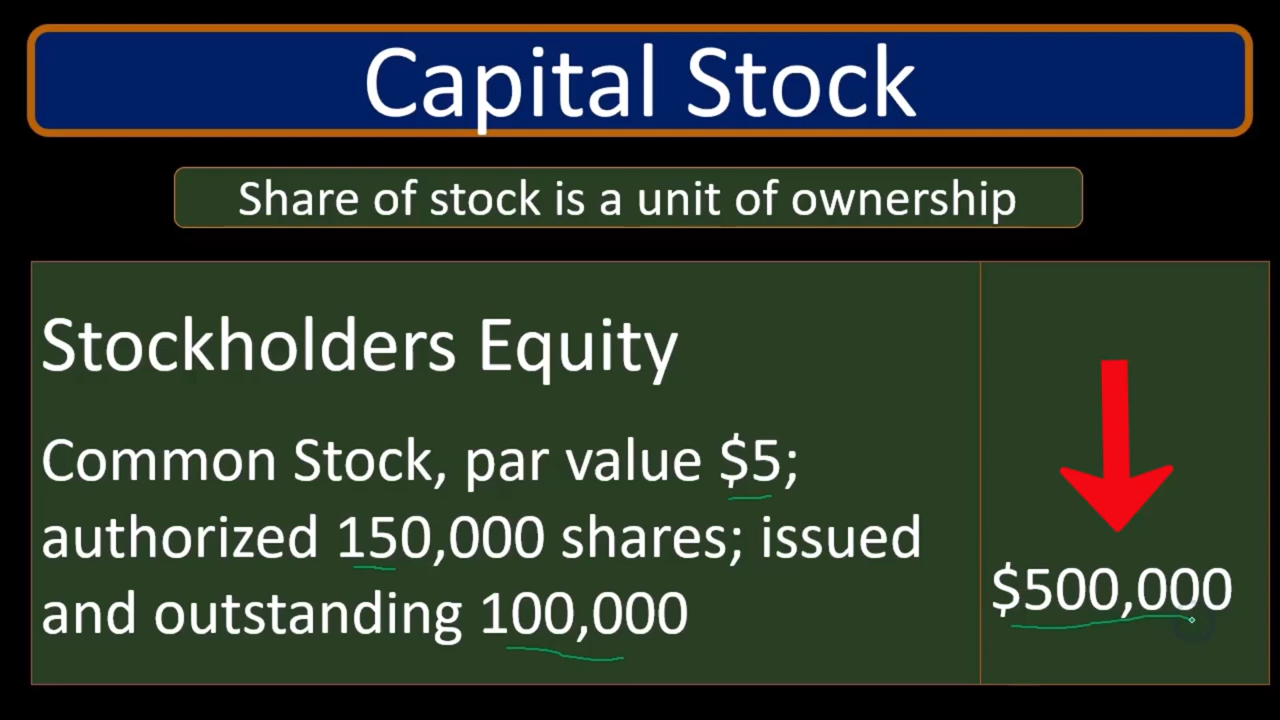 Capital Stock
Share of stock is a unit of ownership
Stockholders Equity
Common Stock, par value $5;
authorized 150,000 shares; issued
and outstanding 100,000
$500,000